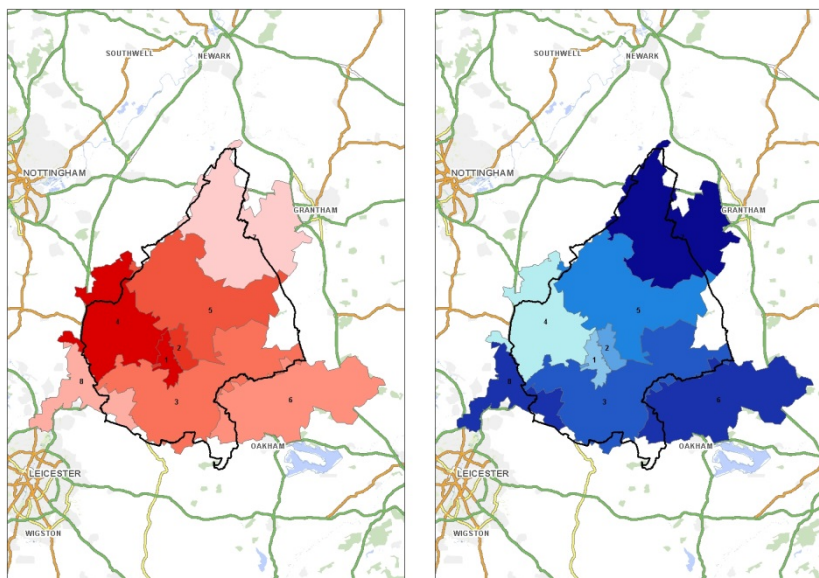 SOUTHWELL
NEWARK
NOTTINGHAM
GRANTHAM
7
5
4
2
1
8
3
6
OAKHAM
LEICESTER
WIGSTON
SOUTHWELL
NEWARK
NOTTINGHAM
GRANTHAM
5
4
2
1
8
3
6
OAKHAM
LEICESTER
WIGSTON